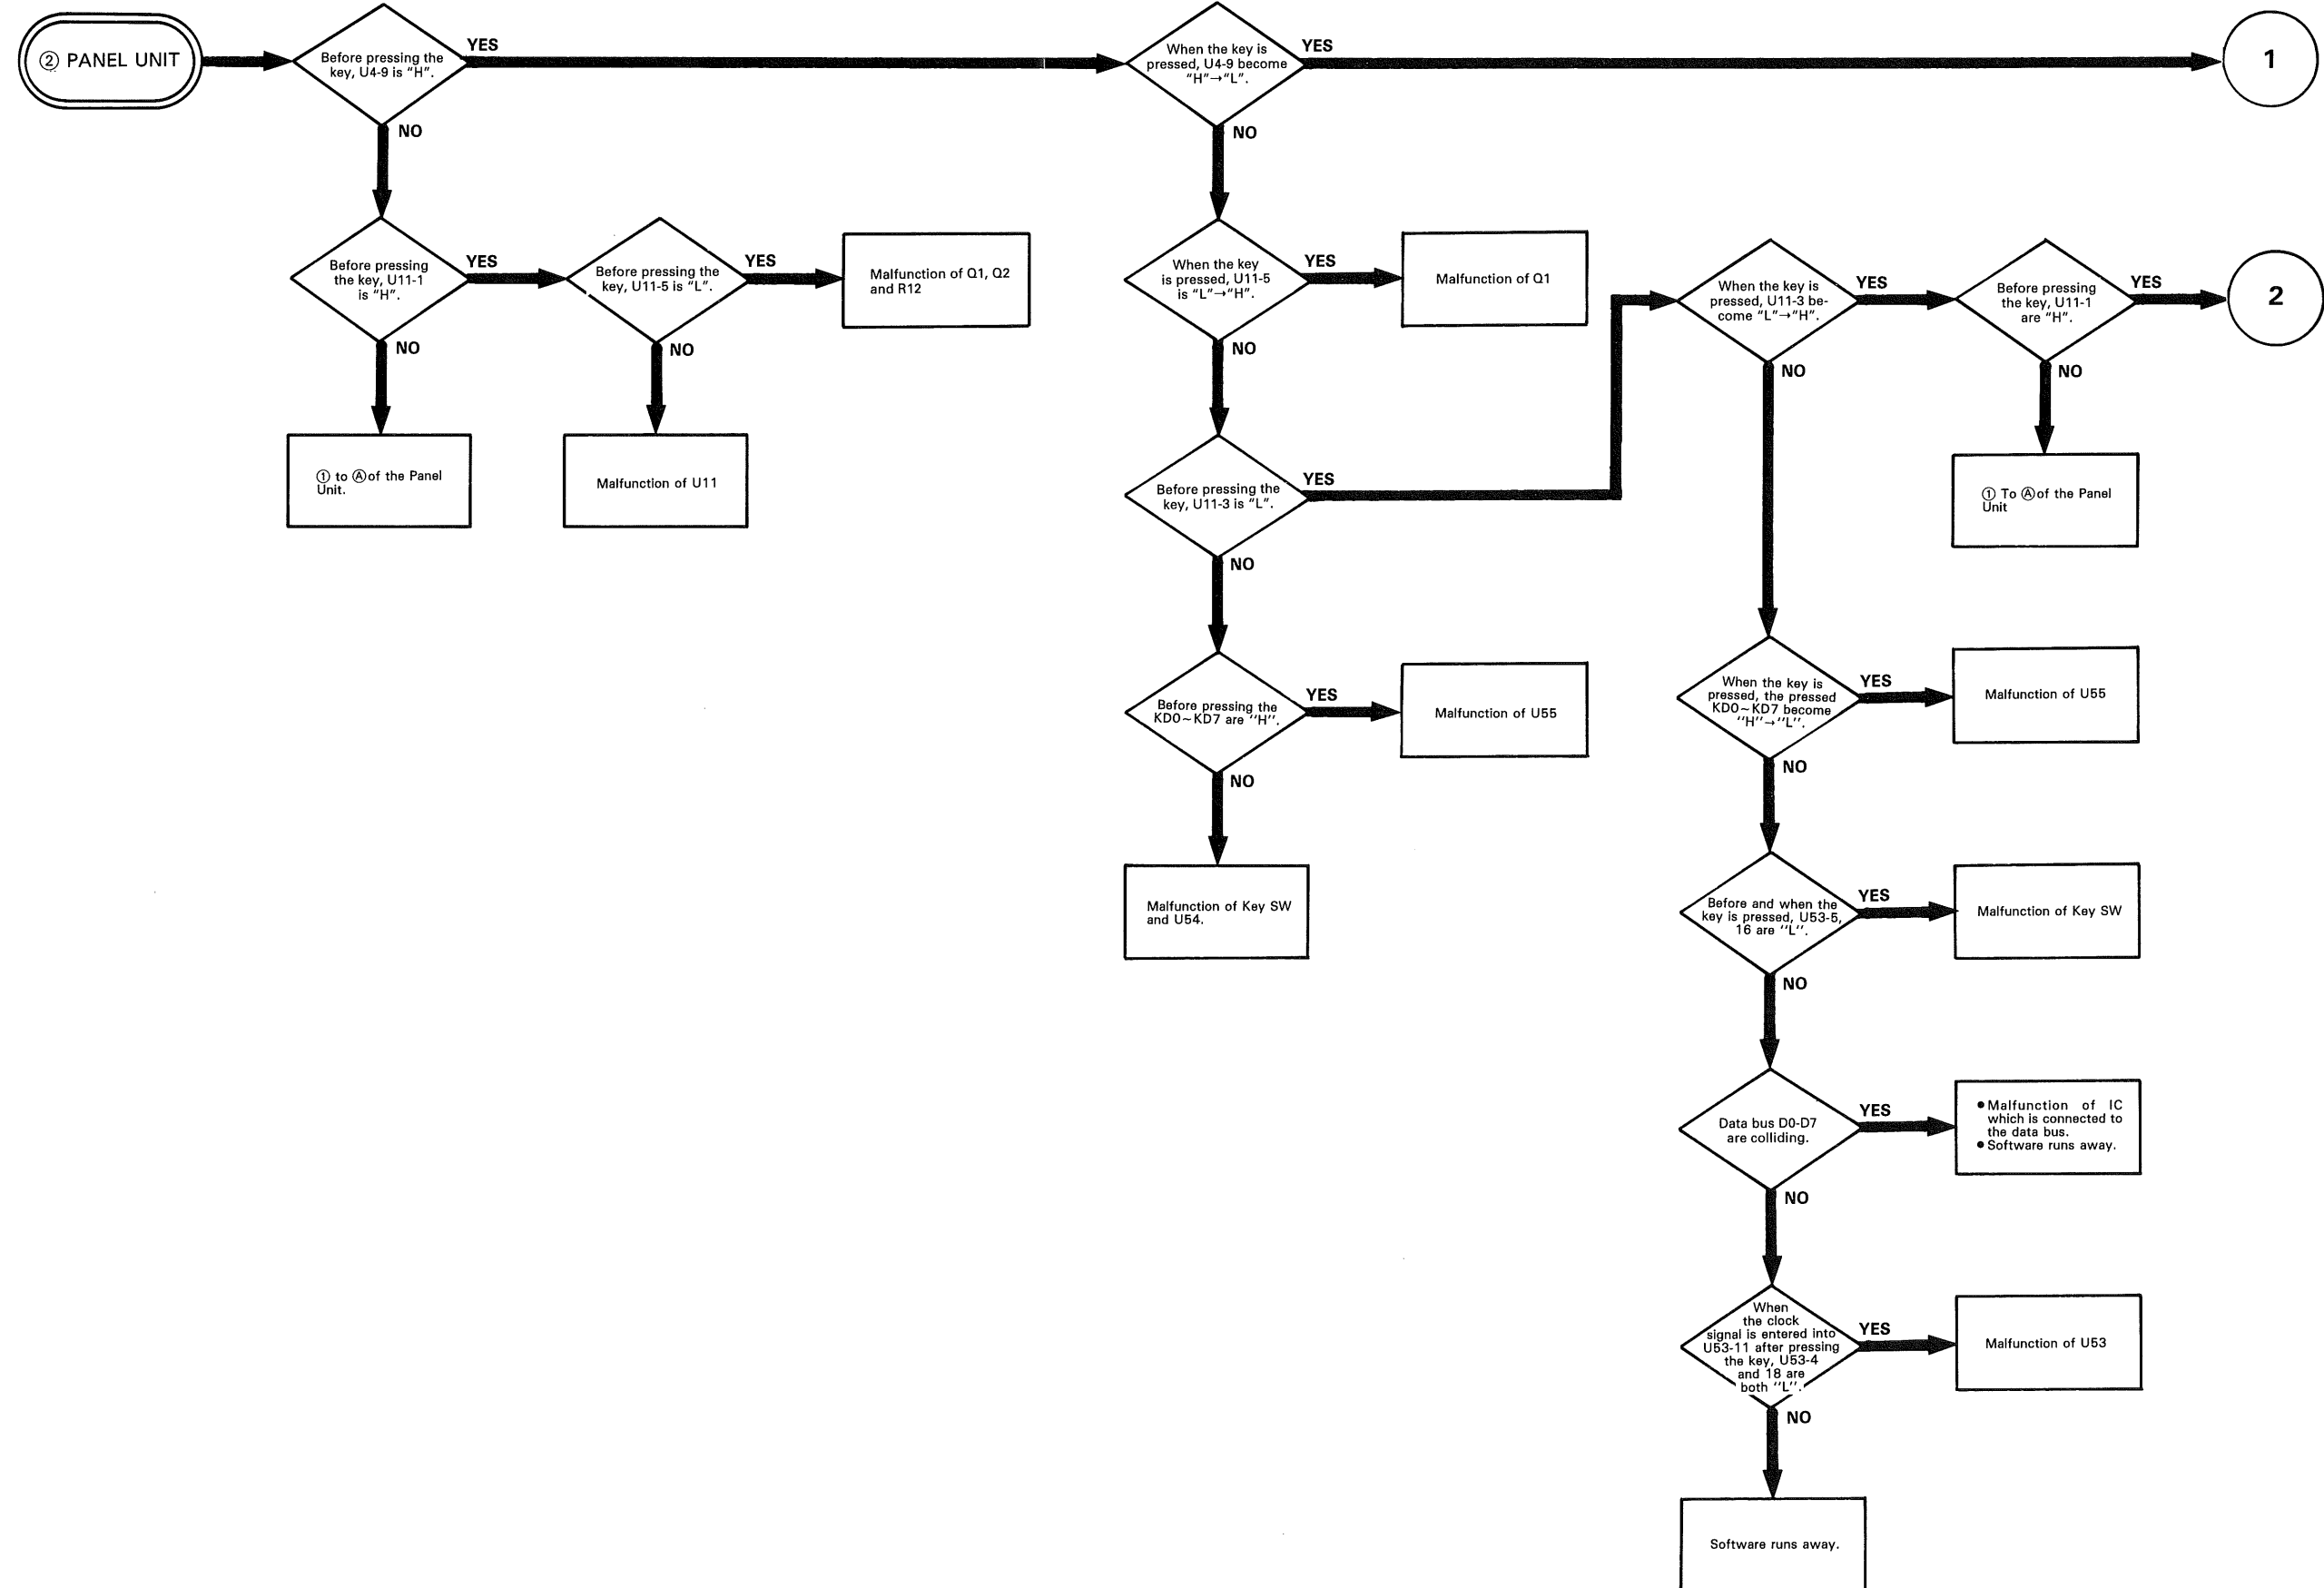 ② PANEL UNIT
Before pressing the
key, U4-9 is “H”.
YES
NO
When the key is
pressed, U4-9 become
“H”→“L”.
YES
NO
1
Before pressing
the key, U11-1
is “H”.
YES
NO
Before pressing the
key, U11-5 is “L”.
YES
NO
Malfunction of Q1, Q2
and R12
① to Ⓐof the Panel
Unit.
Malfunction of U11
When the key
is pressed, U11-5
is “L”→“H”.
YES
NO
Malfunction of Q1
Before pressing the
key, U11-3 is “L”.
YES
NO
When the key is
pressed, U11-3 be-
come “L”→“H”.
YES
NO
Before pressing
the key, U11-1
are “H”.
YES
NO
2
① To Ⓐof the Panel
Unit
Before pressing the
KD0~KD7 are “H”.
YES
NO
Malfunction of U55
Malfunction of Key SW
and U54.
When the key is
pressed, the pressed
KD0~KD7 become
“H”→“L”.
YES
NO
Malfunction of U55
Before and when the
key is pressed, U53-5,
16 are “L”.
YES
NO
Malfunction of Key SW
Data bus D0-D7
are colliding.
YES
NO
●Malfunction of IC
which is connected to
the data bus.
●Software runs away.
When
the clock
signal is entered into
U53-11 after pressing
the key, U53-4
and 18 are
both “L”.
YES
NO
Malfunction of U53
Software runs away.